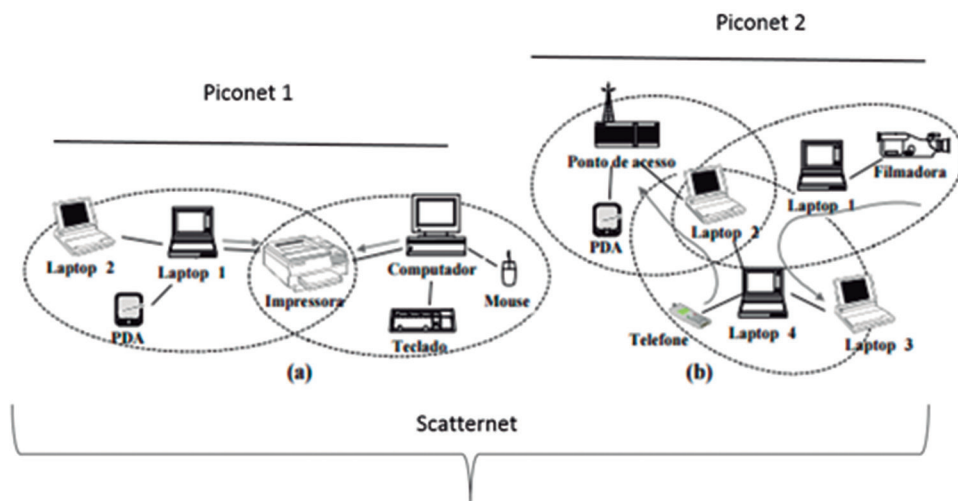 Piconet 2
Piconet 1
Ponto de acesso
Filmadora
Laptop 1
PDA
Laptop 2
Laptop 2
Laptop 1
Impressora
Computador
Mouse
PDA
Teclado
Telefone
Laptop 4
Laptop 3
(a)
(b)
Scatternet